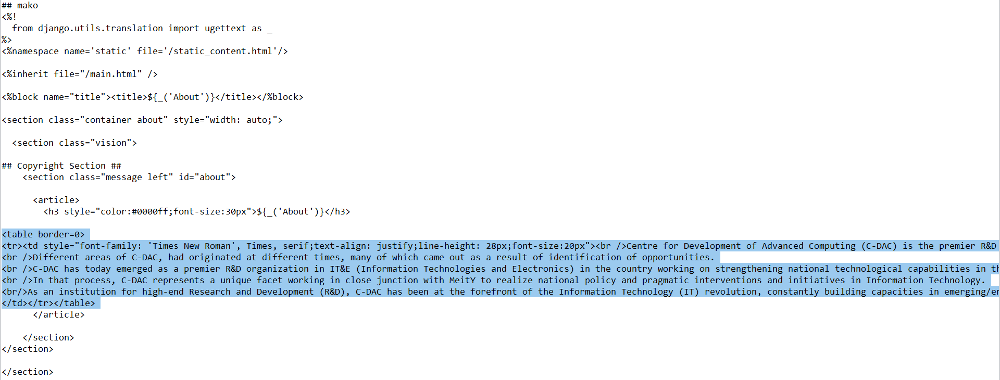 ## mako
<%!
  from django.utils.translation import ugettext as _
%>
<%namespace name='static' file='/static_content.html'/>

<%inherit file="/main.html" />

<%block name="title"><title>${_('About')}</title></%block>

<section class="container about" style="width: auto;">

  <section class="vision">

## Copyright Section ##
    <section class="message left" id="about">

      <article>
        <h3 style="color:#0000ff;font-size:30px">${_('About')}</h3>

<table border=0>
<tr><td style="font-family: 'Times New Roman', Times, serif;text-align: justify;line-height: 28px;font-size:20px"><br />Centre for Development of Advanced Computing (C-DAC) is the premier R&D
<br />Different areas of C-DAC, had originated at different times, many of which came out as a result of identification of opportunities.
<br />C-DAC has today emerged as a premier R&D organization in IT&E (Information Technologies and Electronics) in the country working on strengthening national technological capabilities in
<br />In that process, C-DAC represents a unique facet working in close junction with MeitY to realize national policy and pragmatic interventions and initiatives in Information Technology.
<br/>As an institution for high-end Research and Development (R&D), C-DAC has been at the forefront of the Information Technology (IT) revolution, constantly building capacities in emerging/
</td></tr></table>
      </article>

    </section>
</section>

</section>